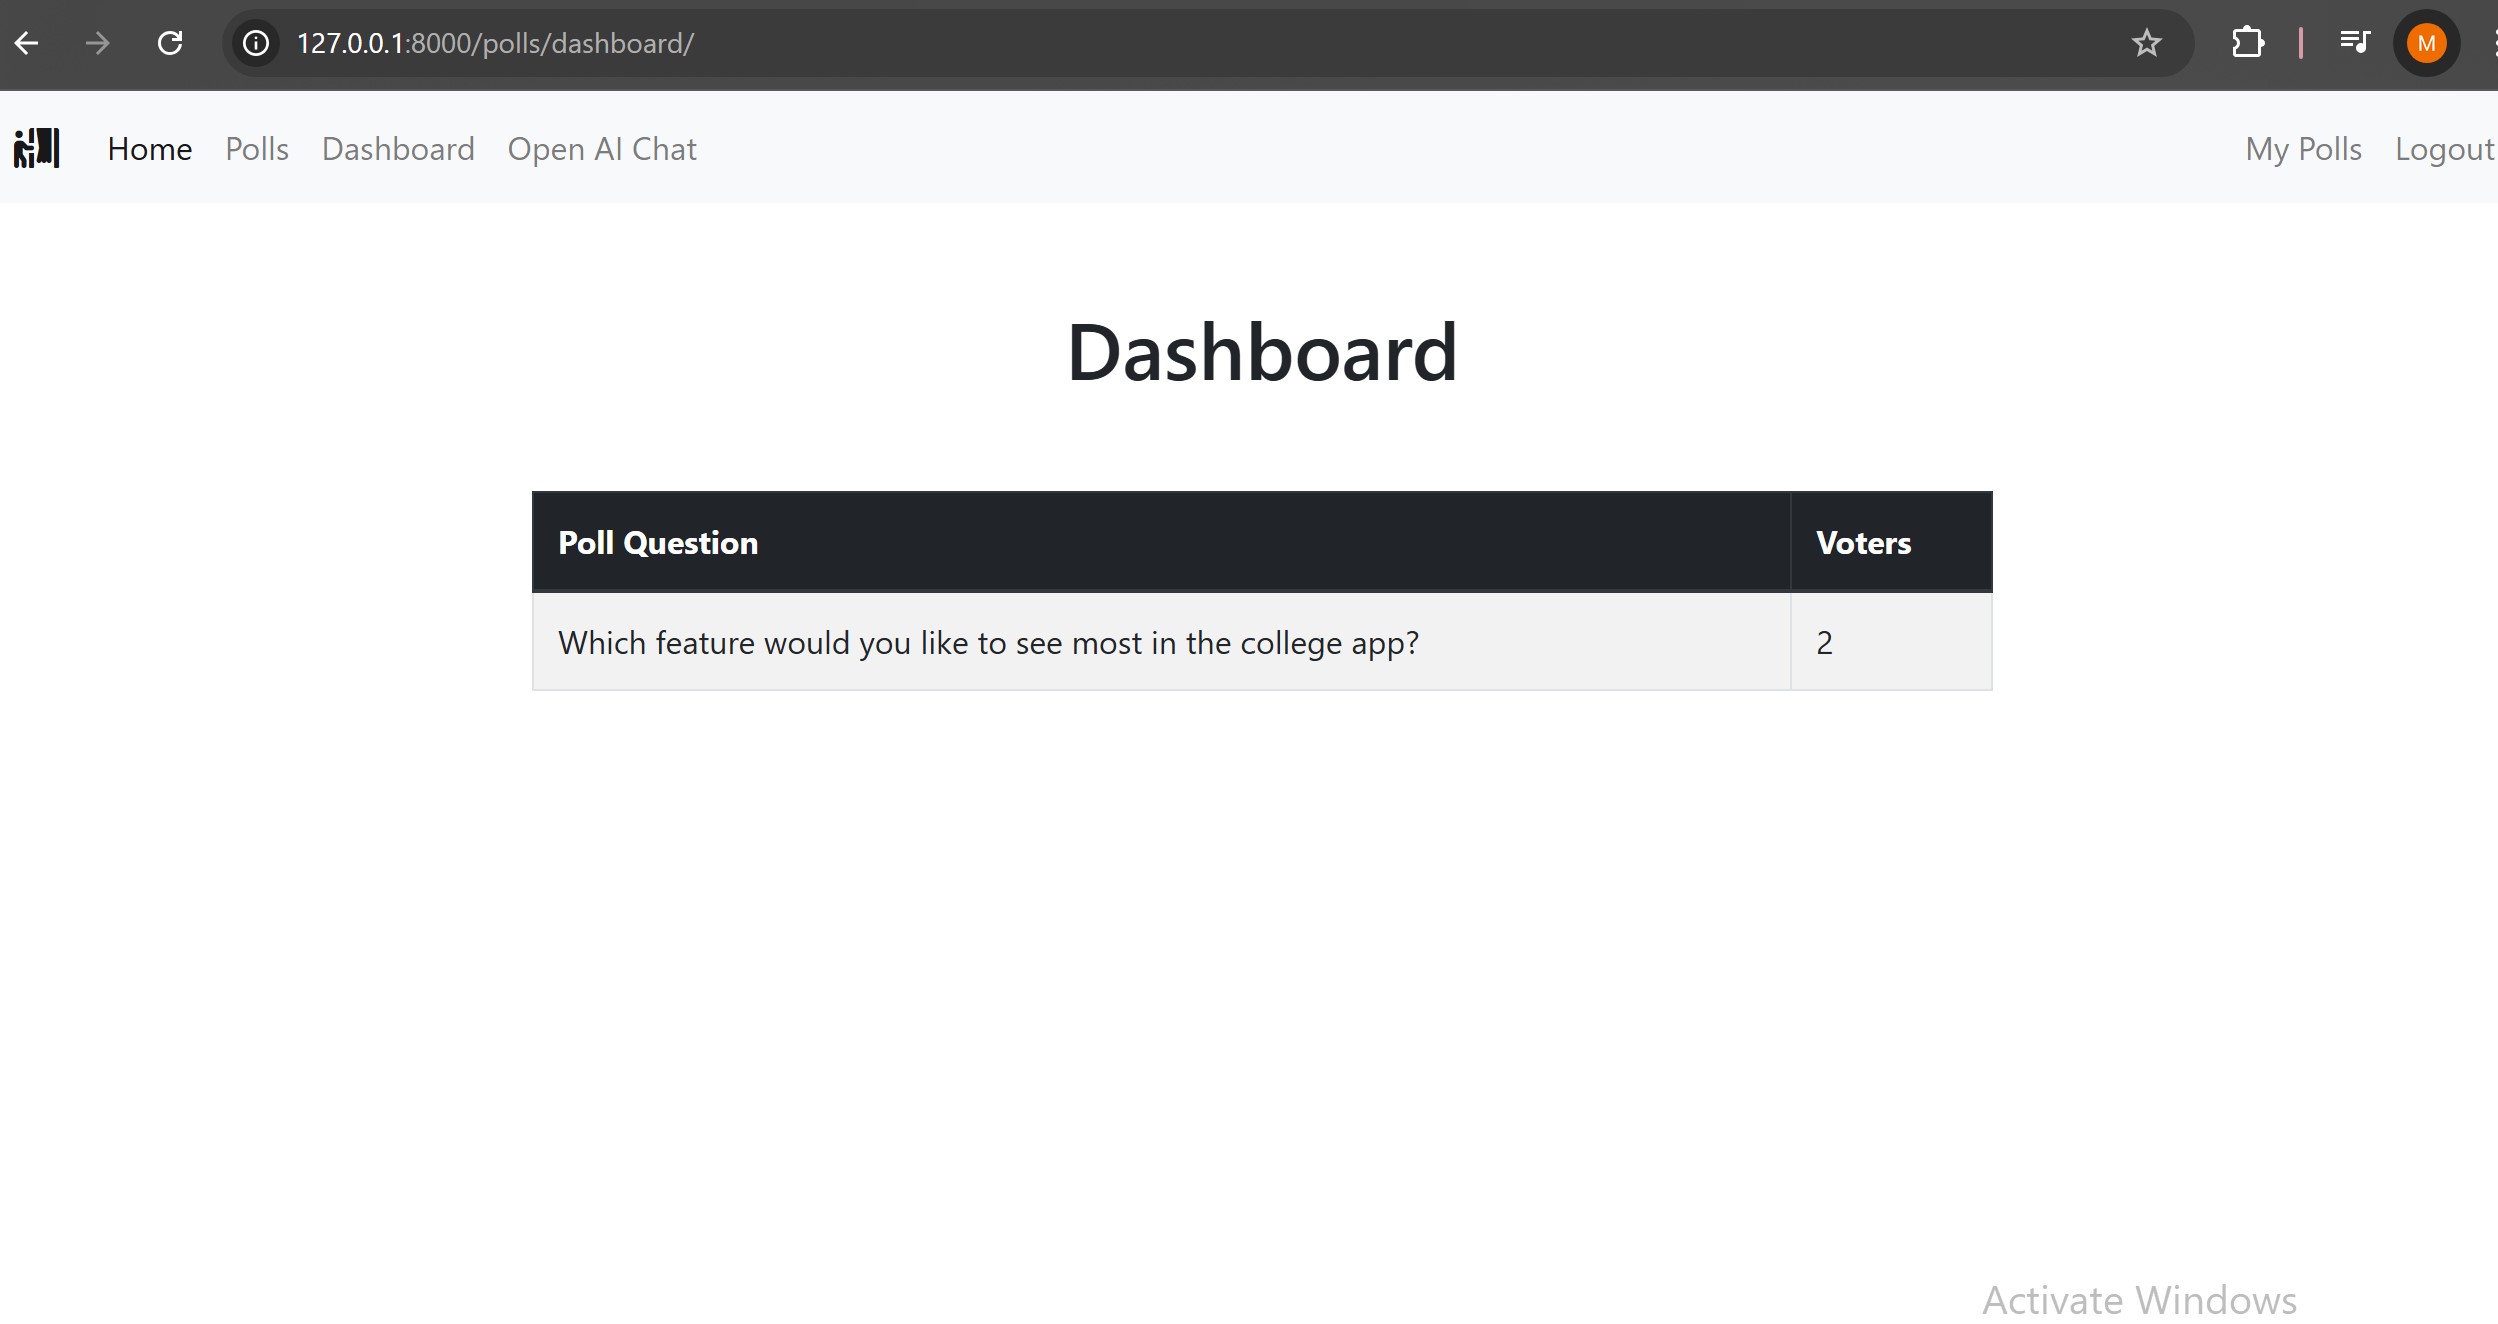 127.0.0.1:8000/polls/dashboard/
M
Home Polls Dashboard Open AI Chat My Polls Logout
Dashboard
Poll Question Voters
Which feature would you like to see most in the college app? 2
Activate Windows